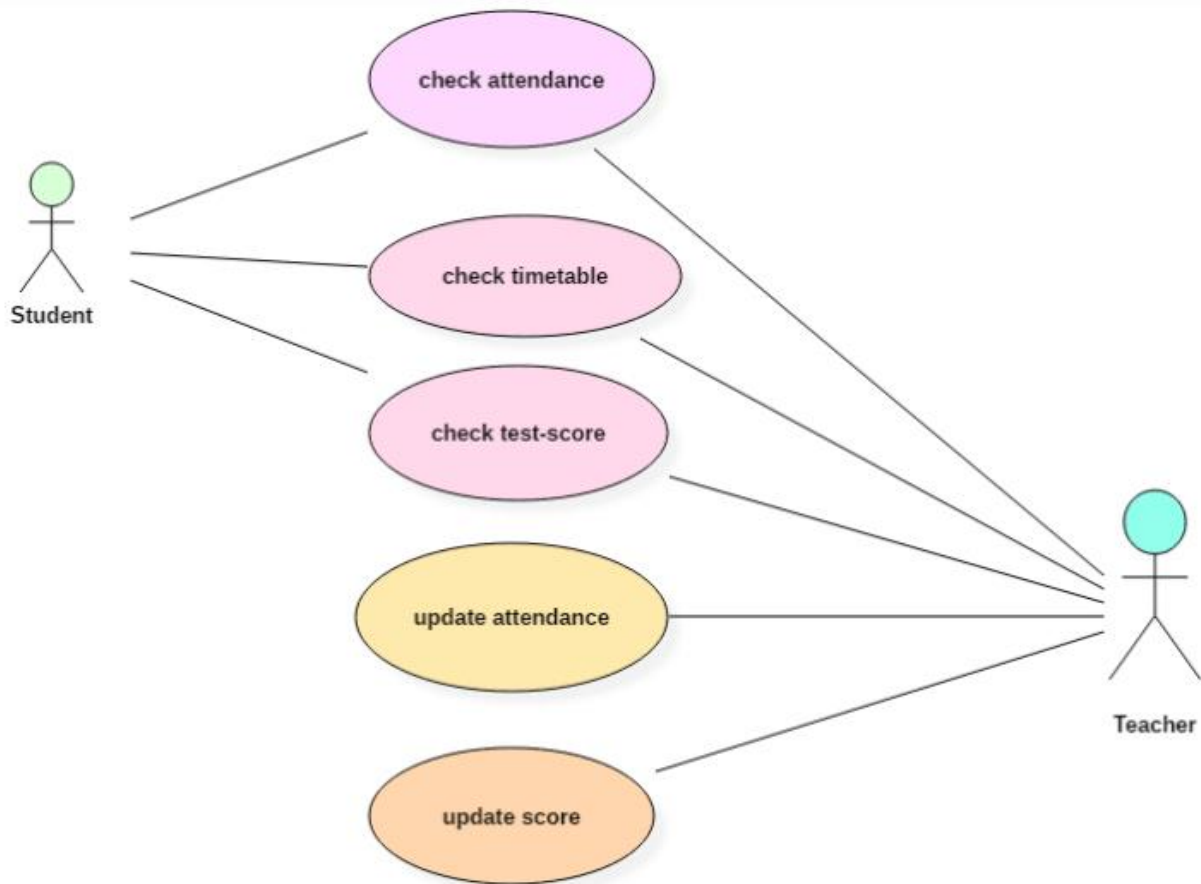 check attendance
check timetable
Student
check test-score
update attendance
Teacher
update score